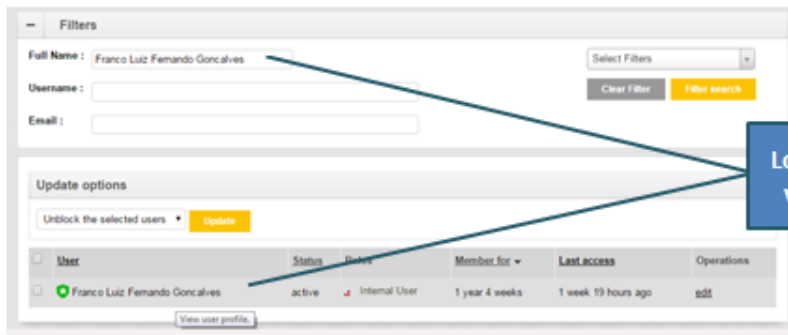 − Filters
Full Name : Franco Luiz Fernando Goncalves
Select Filters
Username :
Clear Filter Filter search
Email :
Lo
Update options
Unblock the selected users Update
User Status Roles Member for Last access Operations
Franco Luiz Fernando Goncalves active Internal User 1 year 4 weeks 1 week 19 hours ago edit
View user profile.